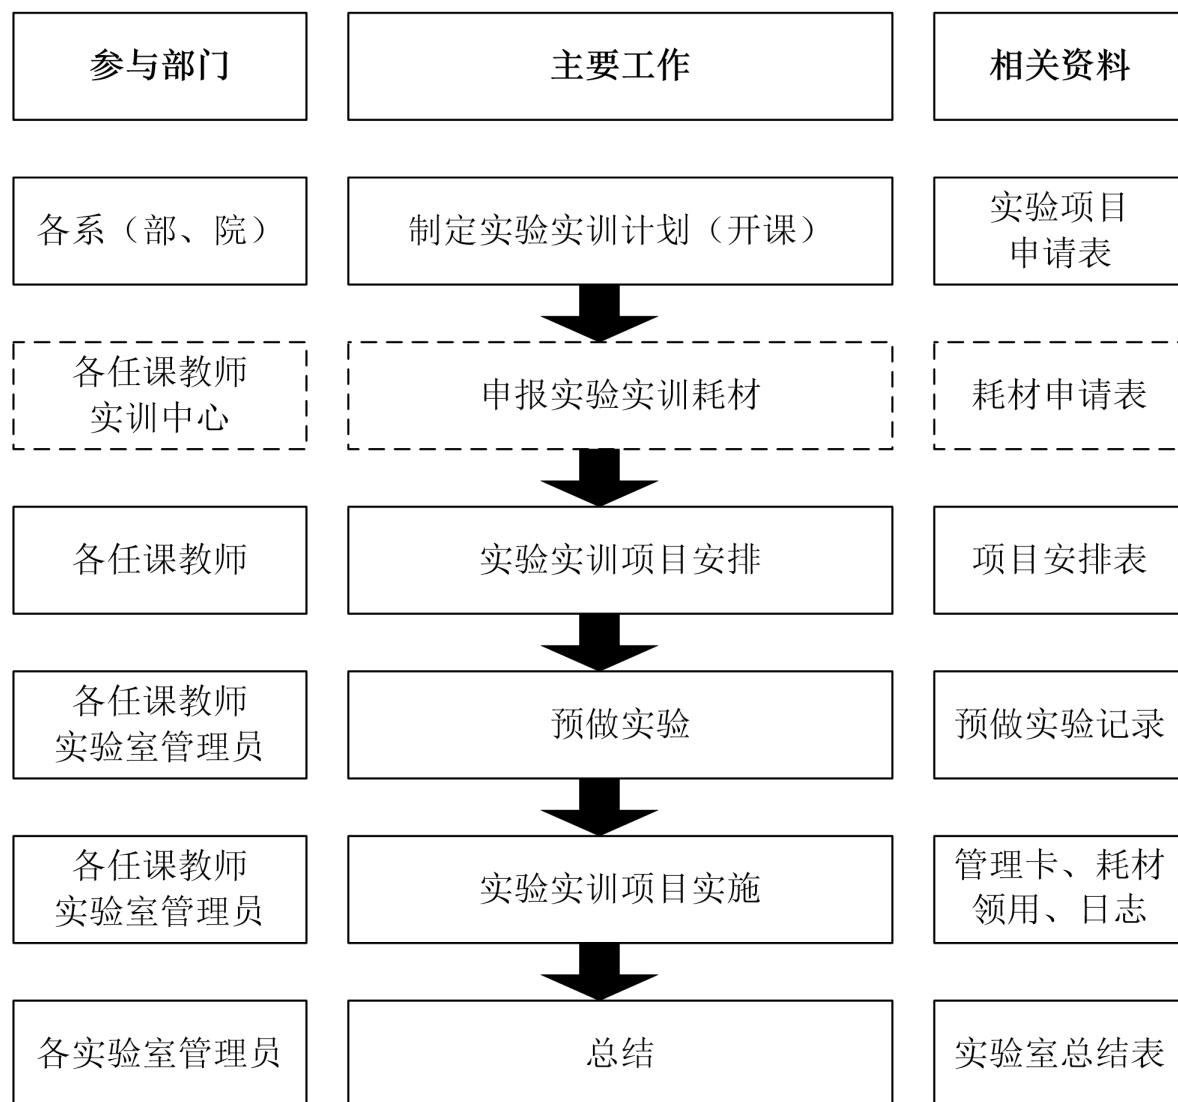 参与部门
主要工作
相关资料
各系（部、院）
制定实验实训计划（开课）
实验项目
申请表
各任课教师
实训中心
申报实验实训耗材
耗材申请表
各任课教师
实验实训项目安排
项目安排表
各任课教师
实验室管理员
预做实验
预做实验记录
各任课教师
实验室管理员
实验实训项目实施
管理卡、耗材
领用、日志
各实验室管理员
总结
实验室总结表